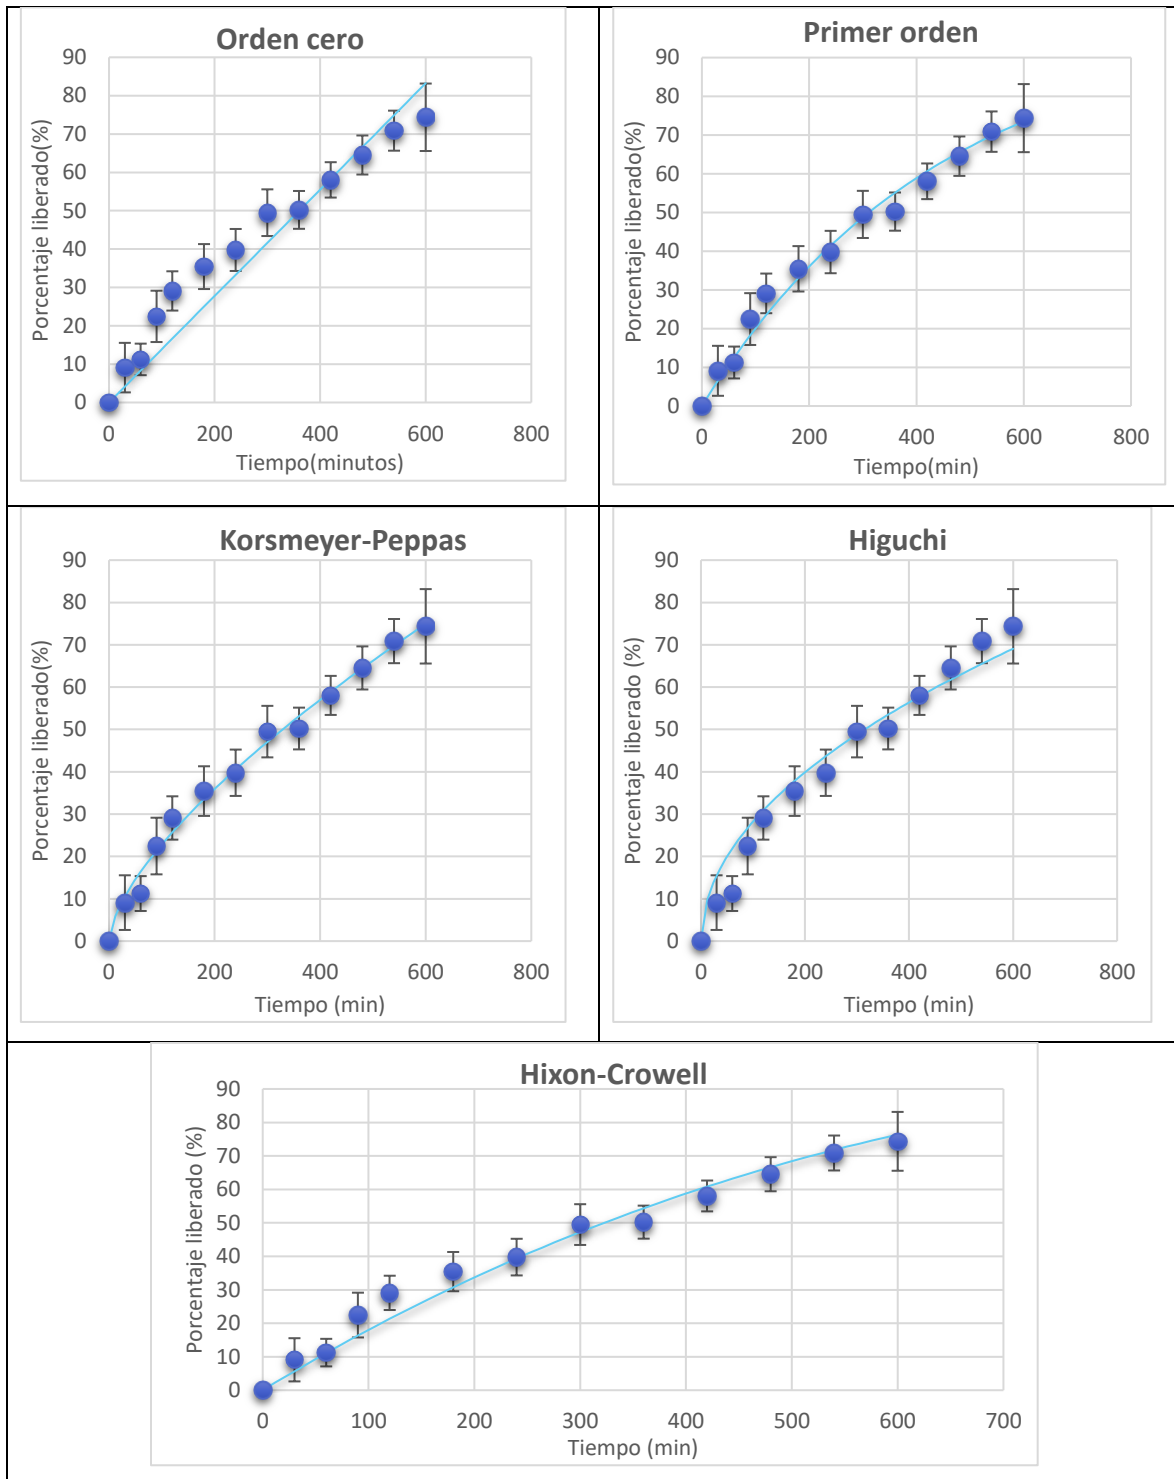 Orden cero
90
80
70
60
50
40
30
20
10
0
Porcentaje liberado(%)
0 200 400 600 800
Tiempo(minutos)
Primer orden
90
80
70
60
50
40
30
20
10
0
Porcentaje liberado(%)
0 200 400 600 800
Tiempo(min)
Korsmeyer-Peppas
90
80
70
60
50
40
30
20
10
0
Porcentaje liberado(%)
0 200 400 600 800
Tiempo (min)
Higuchi
90
80
70
60
50
40
30
20
10
0
Porcentaje liberado (%)
0 200 400 600 800
Tiempo (min)
Hixon-Crowell
90
80
70
60
50
40
30
20
10
0
Porcentaje liberado (%)
0 100 200 300 400 500 600 700
Tiempo (min)